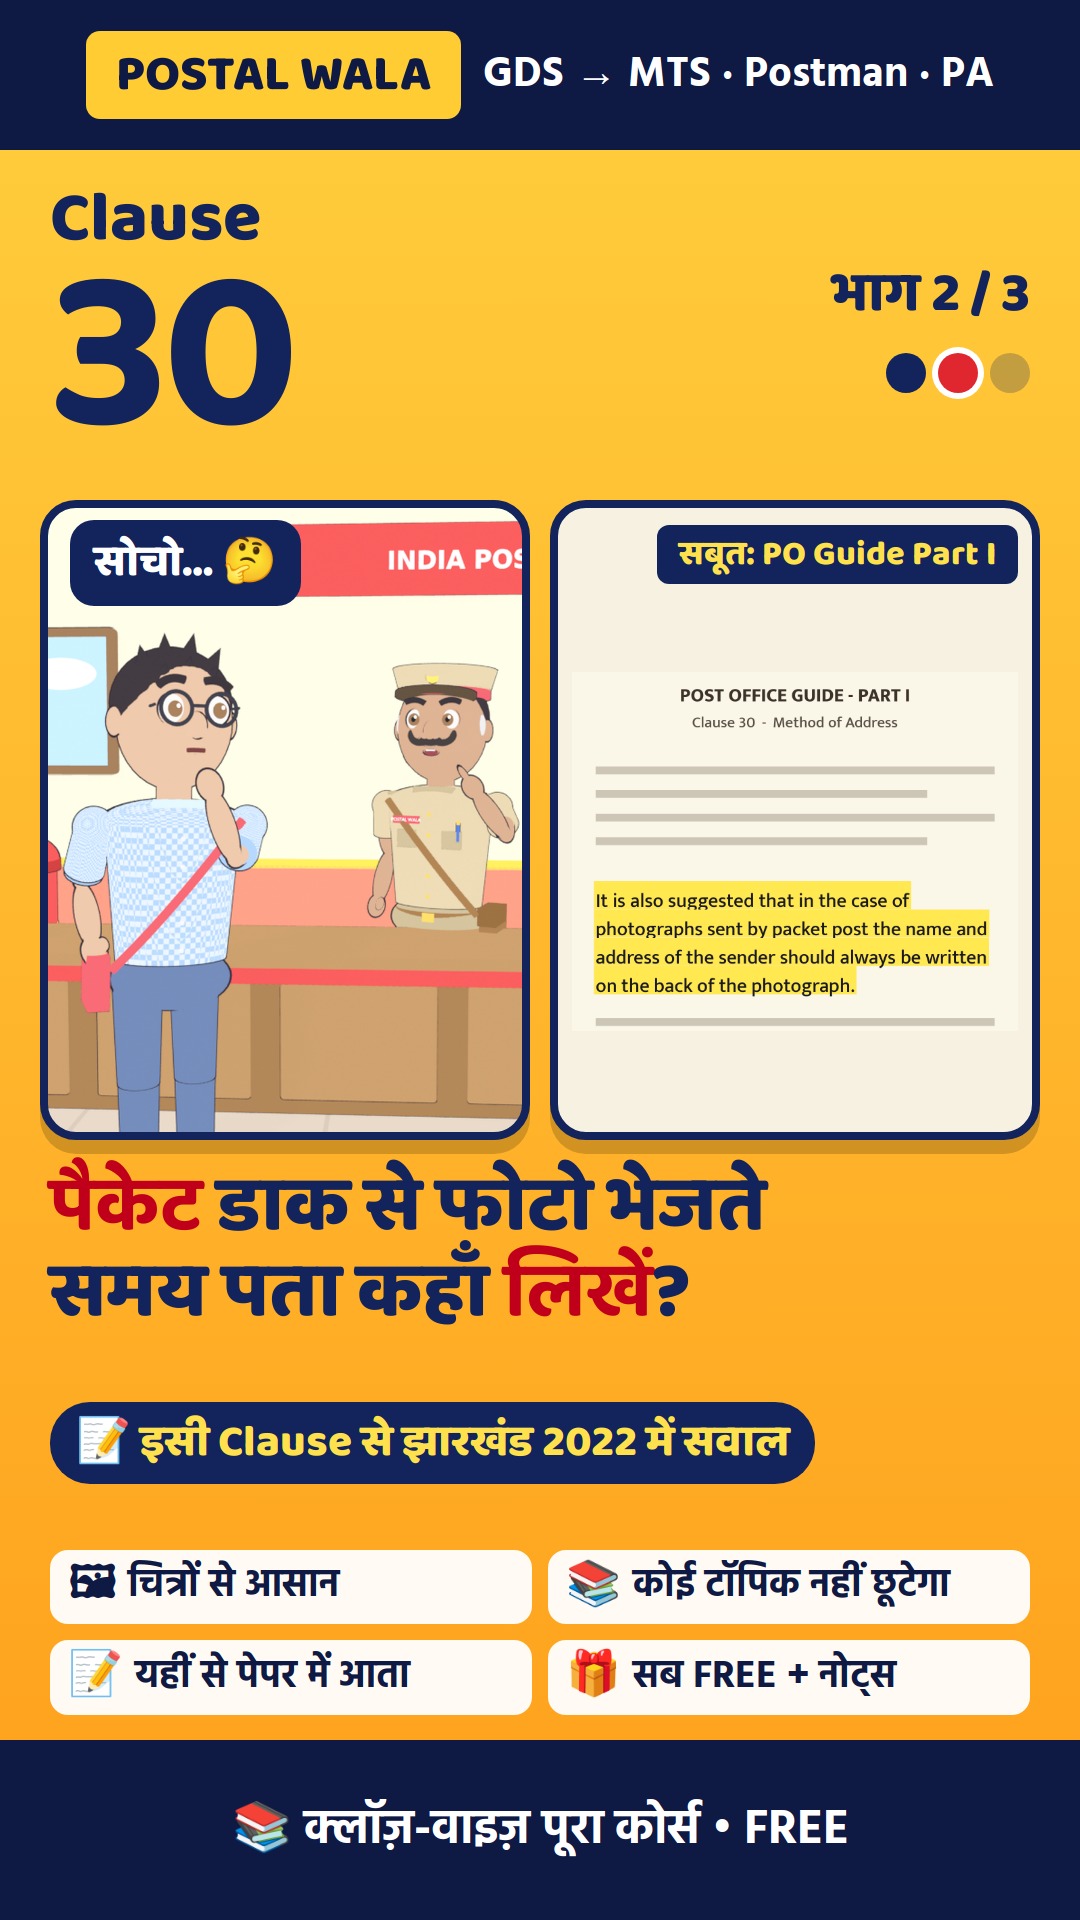 POSTAL WALA
GDS → MTS · Postman · PA
Clause
30
भाग 2 / 3
सोचो... 🤔
INDIA POS
सबूत: PO Guide Part I
POST OFFICE GUIDE - PART I
Clause 30 - Method of Address
POSTAL WALA
It is also suggested that in the case of
photographs sent by packet post the name and
address of the sender should always be written
on the back of the photograph.
पैकेट डाक से फोटो भेजते
समय पता कहाँ लिखें?
📝 इसी Clause से झारखंड 2022 में सवाल
🖼 चित्रों से आसान
📚 कोई टॉपिक नहीं छूटेगा
📝 यहीं से पेपर में आता
🎁 सब FREE + नोट्स
📚 क्लॉज़-वाइज़ पूरा कोर्स • FREE